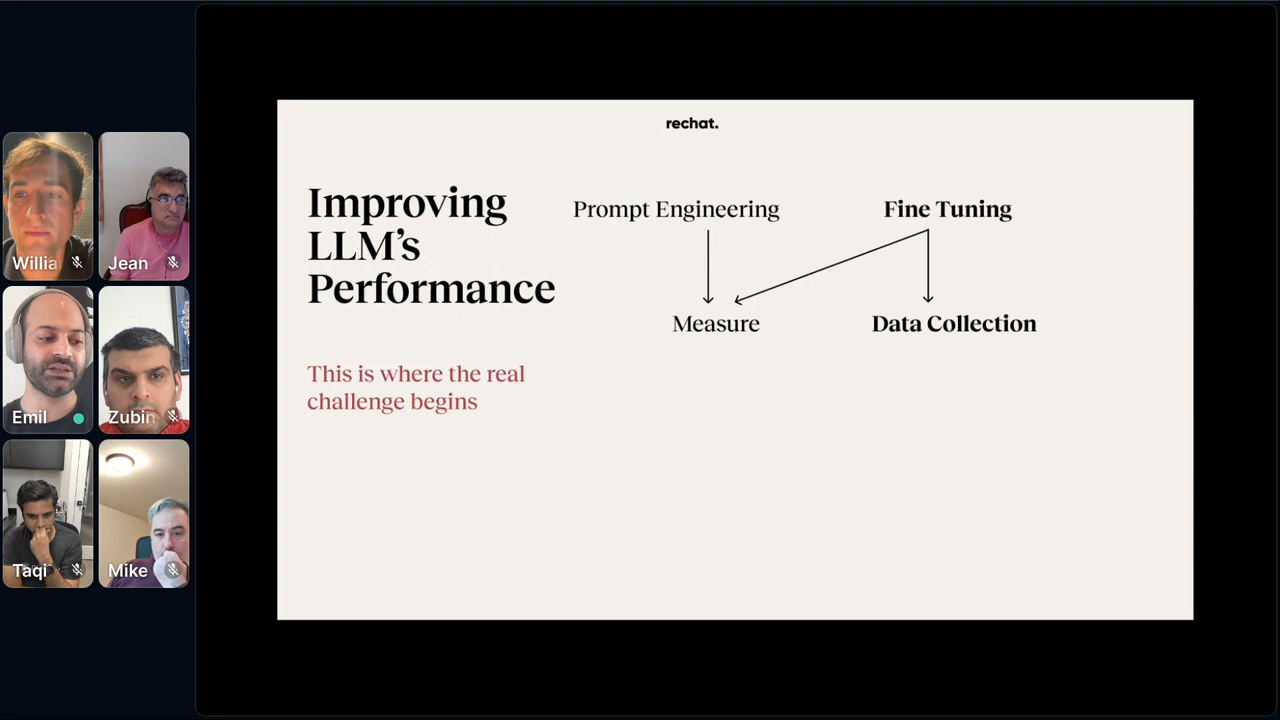 rechat.
Improving
LLM's
Performance
This is where the real
challenge begins
Prompt Engineering
Fine Tuning
Measure
Data Collection
Willia
Jean
Emil
Zubin
Taqi
Mike